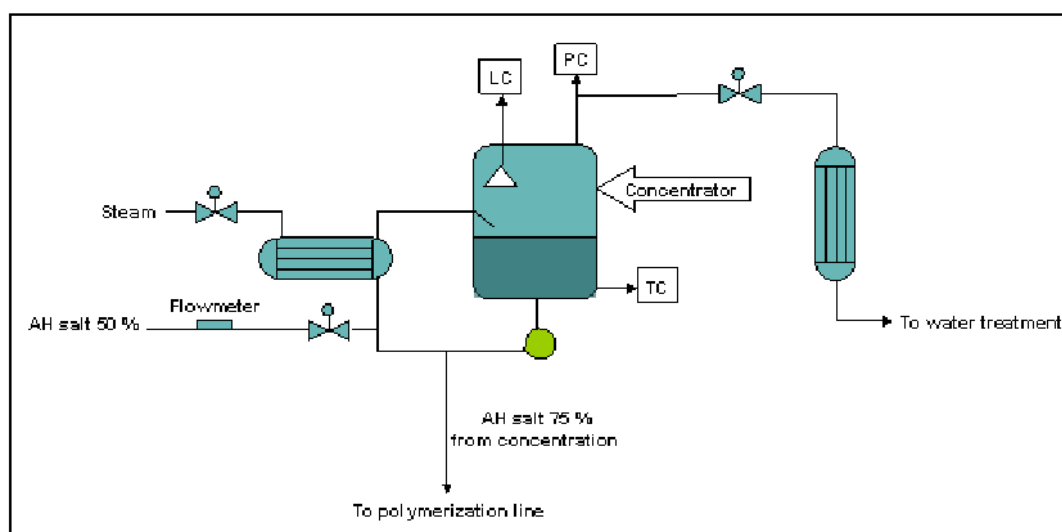 PC
LC
Concentrator
Steam
TC
Flowmeter
AH salt 50 %
To water treatment
AH salt 75 %
from concentration
To polymerization line